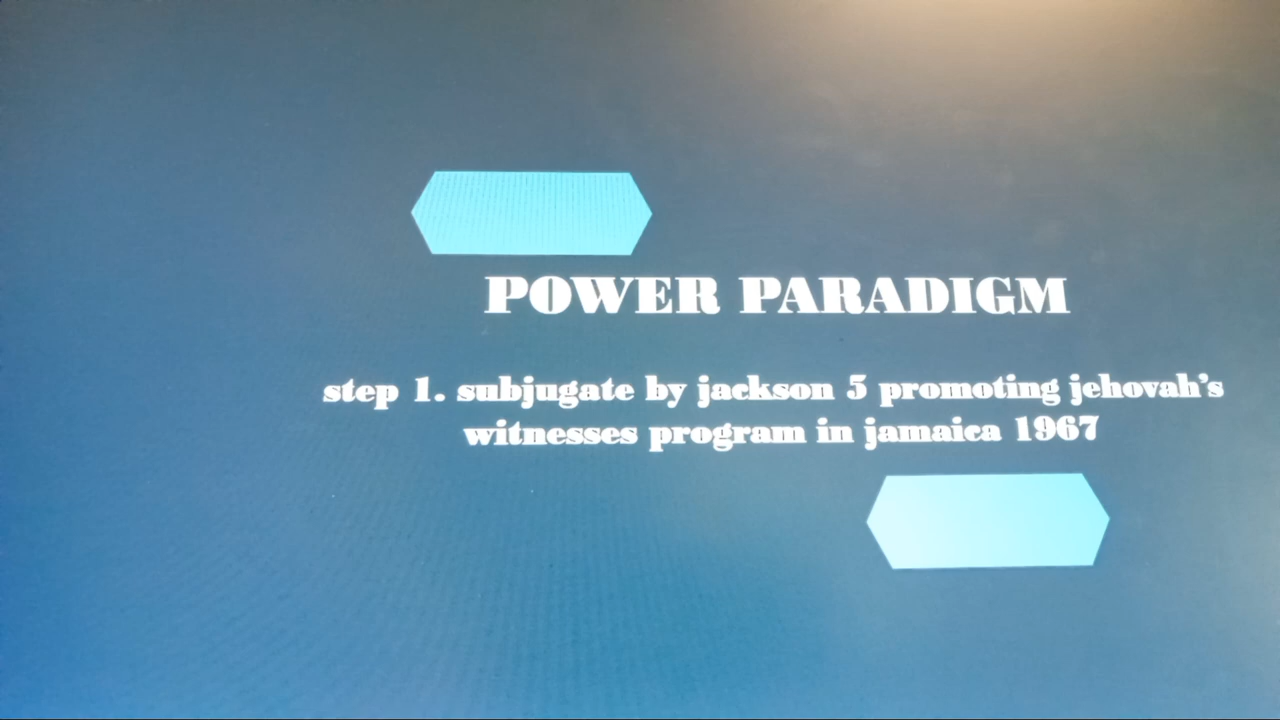 POWER PARADIGM
step 1. subjugate by jackson 5 promoting jehovah's
witnesses program in jamaica 1967